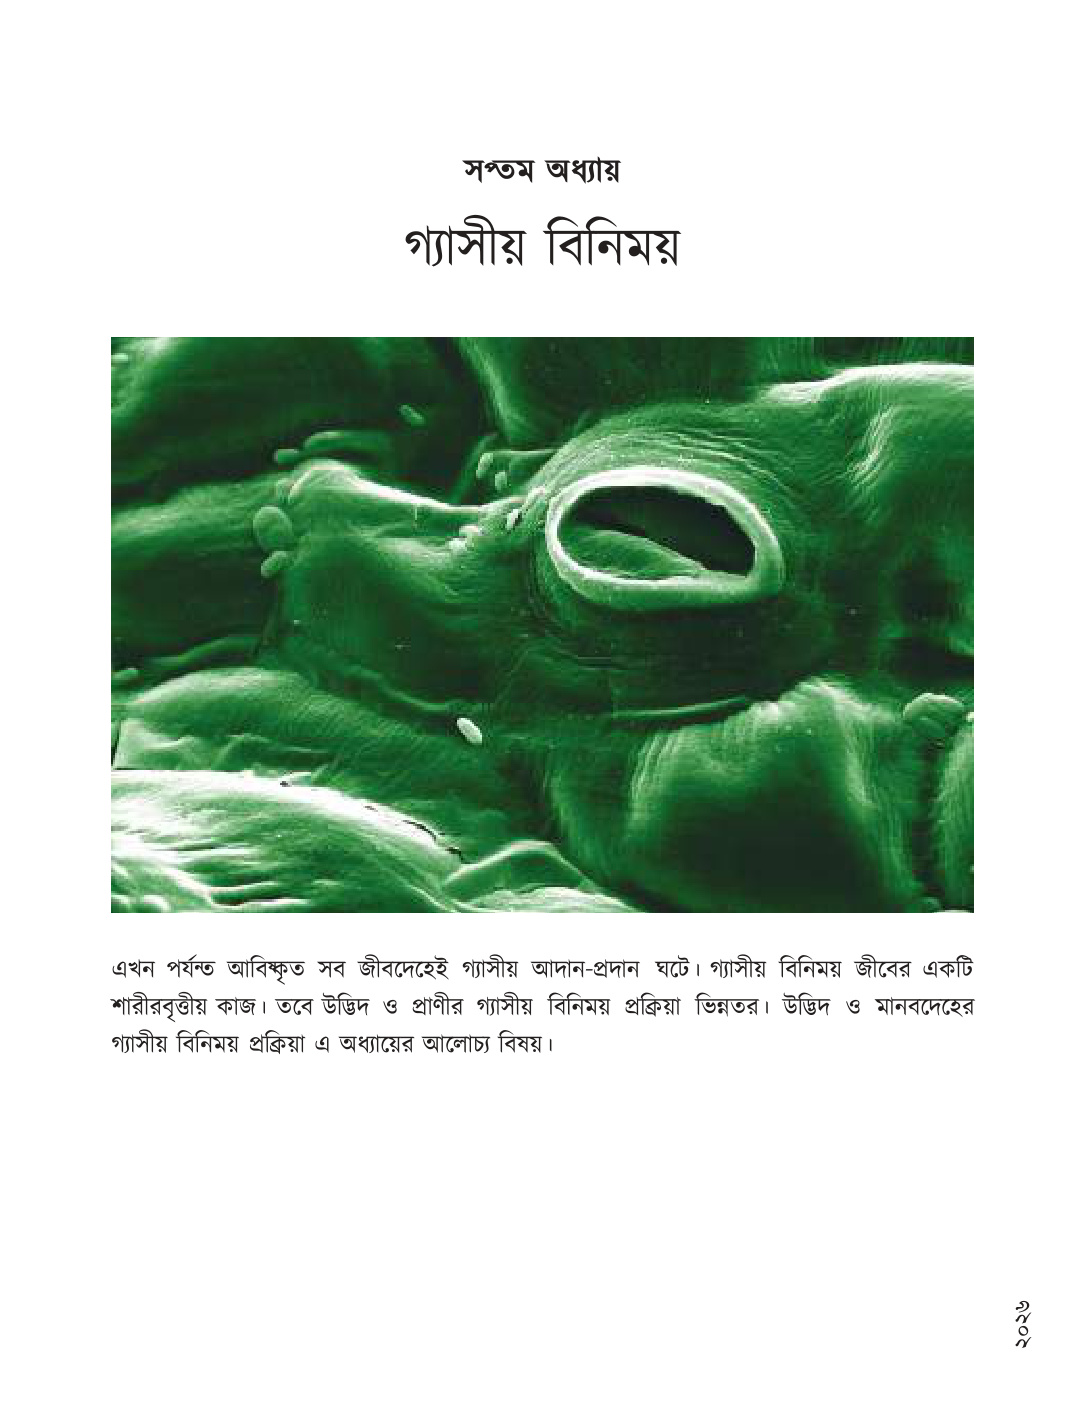 সপ্তম অধ্যায়
গ্যাসীয় বিনিময়
এখন পর্যন্ত আবিষ্কৃত সব জীবদেহেই গ্যাসীয় আদান-প্রদান ঘটে। গ্যাসীয় বিনিময় জীবের একটি
শারীরবৃত্তীয় কাজ। তবে উদ্ভিদ ও প্রাণীর গ্যাসীয় বিনিময় প্রক্রিয়া ভিন্নতর। উদ্ভিদ ও মানবদেহের
গ্যাসীয় বিনিময় প্রক্রিয়া এ অধ্যায়ের আলোচ্য বিষয়।
২০২৬